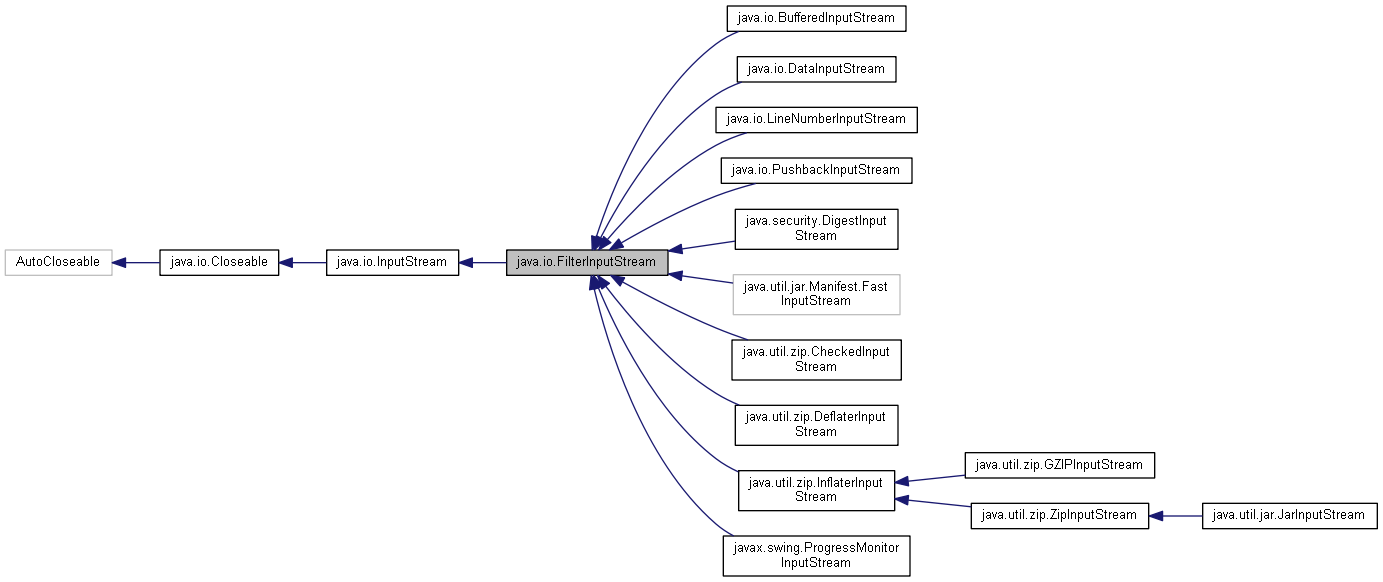 java.io.BufferedInputStream
java.io.DataInputStream
java.io.LineNumberInputStream
java.io.PushbackInputStream
java.security.DigestInput
Stream
AutoCloseable
java.io.Closeable
java.io.InputStream
java.io.FilterInputStream
java.util.jar.Manifest.Fast
InputStream
java.util.zip.CheckedInput
Stream
java.util.zip.DeflaterInput
Stream
java.util.zip.InflaterInput
Stream
java.util.zip.GZIPInputStream
java.util.zip.ZipInputStream
java.util.jar.JarInputStream
javax.swing.ProgressMonitor
InputStream